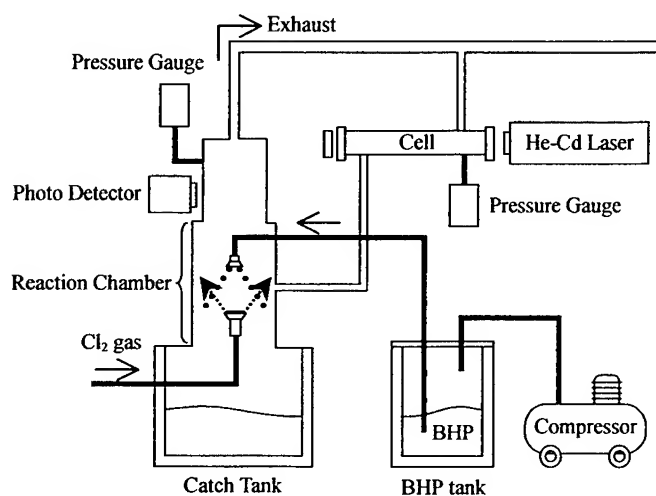 Exhaust
Pressure Gauge
Cell
He-Cd Laser
Photo Detector
Pressure Gauge
Reaction Chamber
Cl₂ gas
BHP
Compressor
Catch Tank
BHP tank